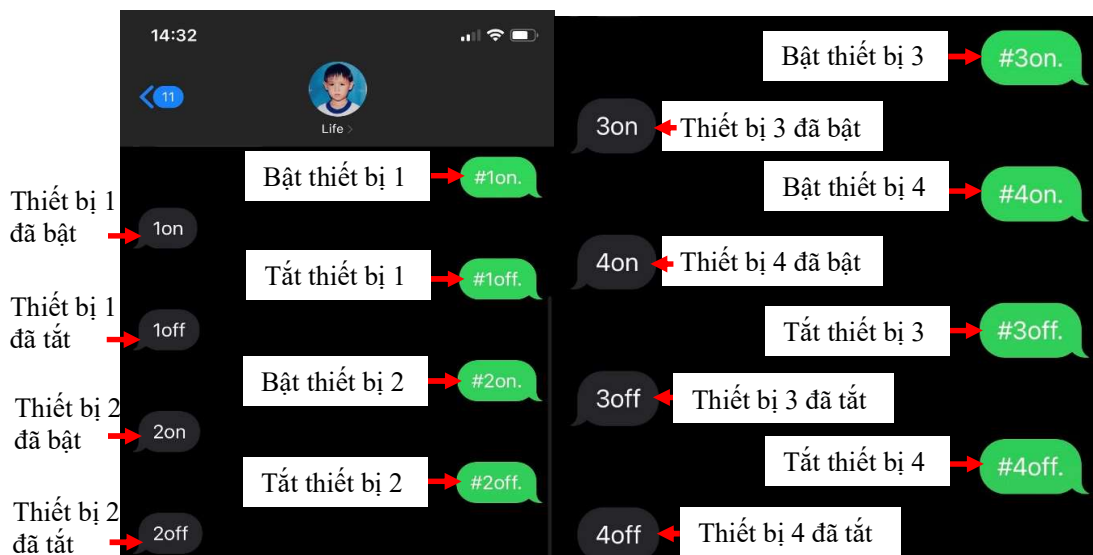 14:32
11
Life >
Bật thiết bị 1
#1on.
Thiết bị 1
đã bật
1on
Tắt thiết bị 1
#1off.
Thiết bị 1
đã tắt
1off
Bật thiết bị 2
#2on.
Thiết bị 2
đã bật
2on
Tắt thiết bị 2
#2off.
Thiết bị 2
đã tắt
2off
Bật thiết bị 3
#3on.
3on
Thiết bị 3 đã bật
Bật thiết bị 4
#4on.
4on
Thiết bị 4 đã bật
Tắt thiết bị 3
#3off.
3off
Thiết bị 3 đã tắt
Tắt thiết bị 4
#4off.
4off
Thiết bị 4 đã tắt